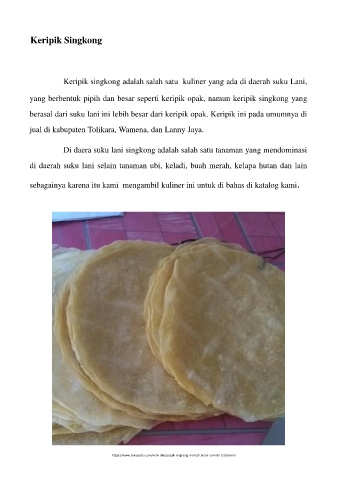 Keripik Singkong
Keripik singkong adalah salah satu kuliner yang ada di daerah suku Lani,
yang berbentuk pipih dan besar seperti keripik opak, namun keripik singkong yang
berasal dari suku lani ini lebih besar dari keripik opak. Keripik ini pada umumnya di
jual di kabupaten Tolikara, Wamena, dan Lanny Jaya.
Di daera suku lani singkong adalah salah satu tanaman yang mendominasi
di daerah suku lani selain tanaman ubi, keladi, buah merah, kelapa hutan dan lain
sebagainya karena itu kami mengambil kuliner ini untuk di bahas di katalog kami.